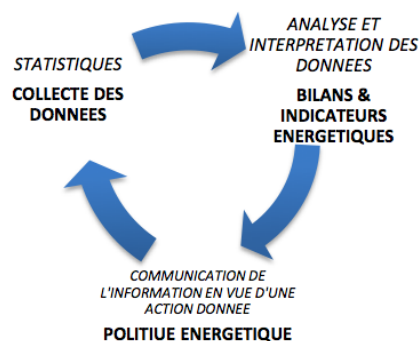 STATISTIQUES
COLLECTE DES
DONNEES
ANALYSE ET
INTERPRETATION DES
DONNEES
BILANS &
INDICATEURS
ENERGETIQUES
COMMUNICATION DE
L'INFORMATION EN VUE D'UNE
ACTION DONNEE
POLITIUE ENERGETIQUE